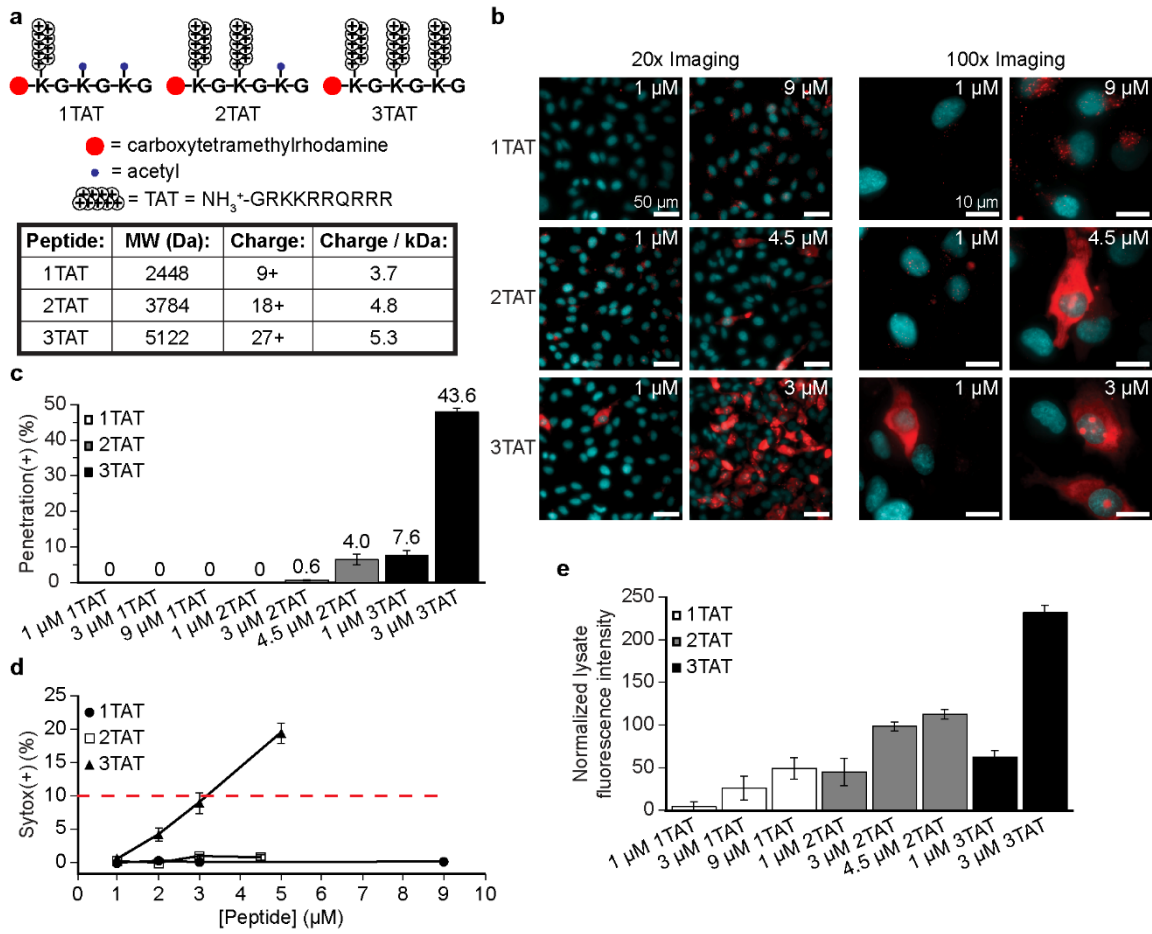 a
K-G-K-G-K-G K-G-K-G-K-G K-G-K-G-K-G
1TAT 2TAT 3TAT
= carboxytetramethylrhodamine
= acetyl
= TAT = NH3+-GRKKRRQRRR
Peptide: MW (Da): Charge: Charge / kDa:
1TAT 2448 9+ 3.7
2TAT 3784 18+ 4.8
3TAT 5122 27+ 5.3
b
20x Imaging 100x Imaging
1TAT
1 µM 9 µM 1 µM 9 µM
50 µm 10 µm
2TAT
1 µM 4.5 µM 1 µM 4.5 µM
3TAT
1 µM 3 µM 1 µM 3 µM
c
Penetration(+) (%)
50
40
30
20
10
0
1TAT
2TAT
3TAT
0 0 0 0 0.6 4.0 7.6 43.6
1 µM 1TAT
3 µM 1TAT
9 µM 1TAT
1 µM 2TAT
3 µM 2TAT
4.5 µM 2TAT
1 µM 3TAT
3 µM 3TAT
d
Sytox(+) (%)
25
20
15
10
5
0
1TAT
2TAT
3TAT
0 1 2 3 4 5 6 7 8 9 10
[Peptide] (µM)
e
Normalized lysate
fluorescence intensity
250
200
150
100
50
0
1TAT
2TAT
3TAT
1 µM 1TAT
3 µM 1TAT
9 µM 1TAT
1 µM 2TAT
3 µM 2TAT
4.5 µM 2TAT
1 µM 3TAT
3 µM 3TAT